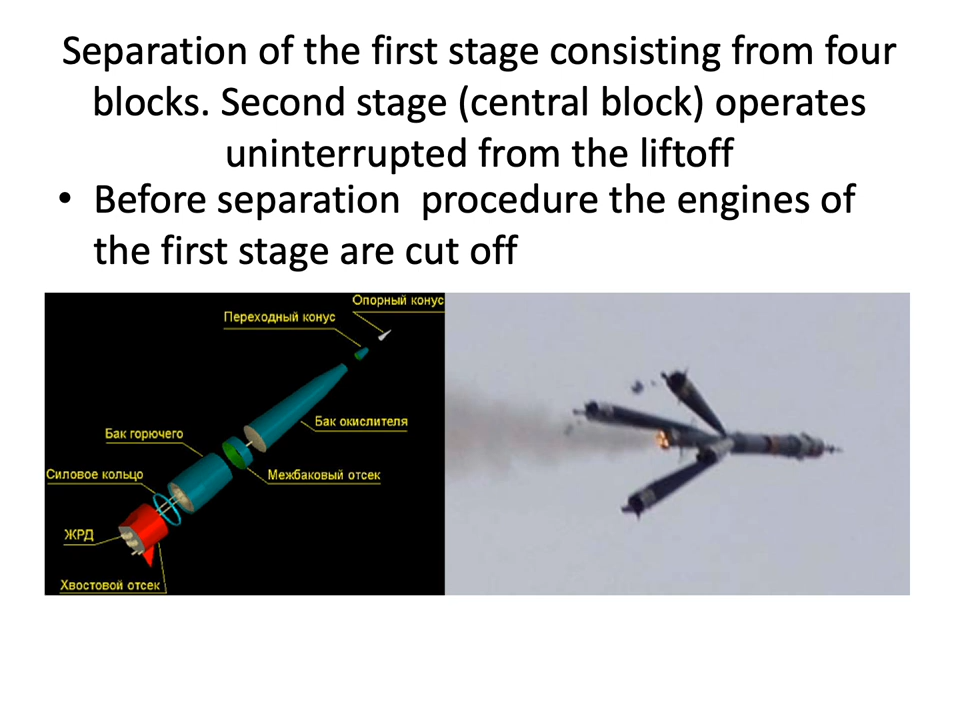 Separation of the first stage consisting from four
blocks. Second stage (central block) operates
uninterrupted from the liftoff
• Before separation  procedure the engines of
the first stage are cut off
Опорный конус
Переходный конус
Бак окислителя
Бак горючего
Межбаковый отсек
Силовое кольцо
ЖРД
Хвостовой отсек